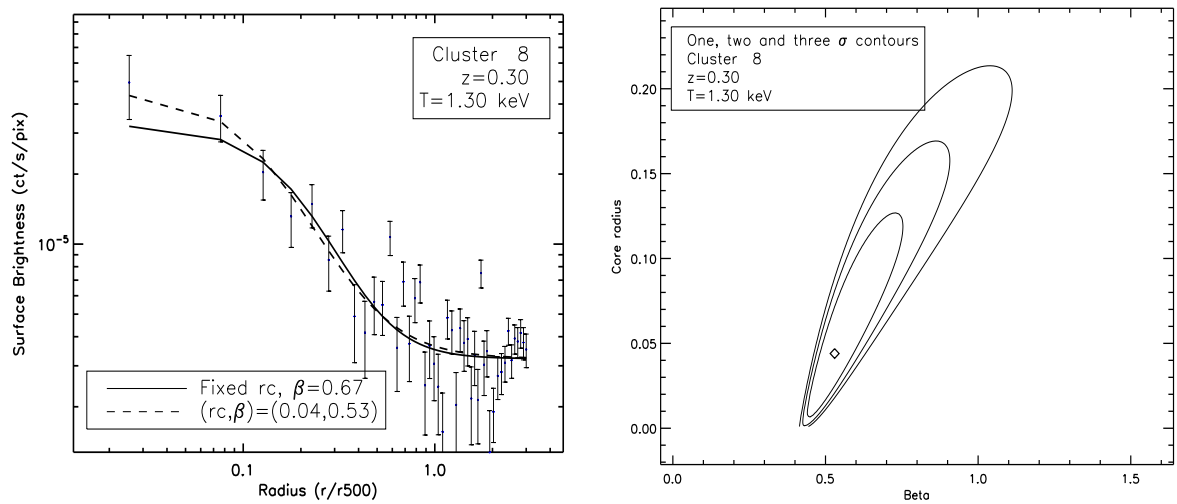 Cluster 8
z=0.30
T=1.30 keV
Surface Brightness (ct/s/pix)
10-5
Fixed rc, β=0.67
(rc,β)=(0.04,0.53)
0.1
1.0
Radius (r/r500)
One, two and three σ contours
Cluster 8
z=0.30
T=1.30 keV
Core radius
0.20
0.15
0.10
0.05
0.00
0.0
0.5
1.0
1.5
Beta